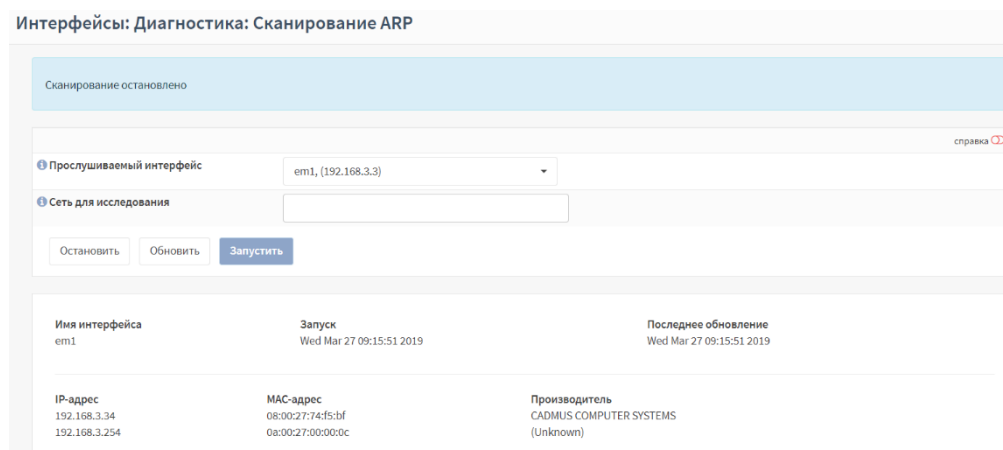 Интерфейсы: Диагностика: Сканирование ARP
Сканирование остановлено
справка
Прослушиваемый интерфейс em1, (192.168.3.3)
Сеть для исследования
Остановить Обновить Запустить
Имя интерфейса Запуск Последнее обновление
em1 Wed Mar 27 09:15:51 2019 Wed Mar 27 09:15:51 2019
IP-адрес MAC-адрес Производитель
192.168.3.34 08:00:27:74:f5:bf CADMUS COMPUTER SYSTEMS
192.168.3.254 0a:00:27:00:00:0c (Unknown)